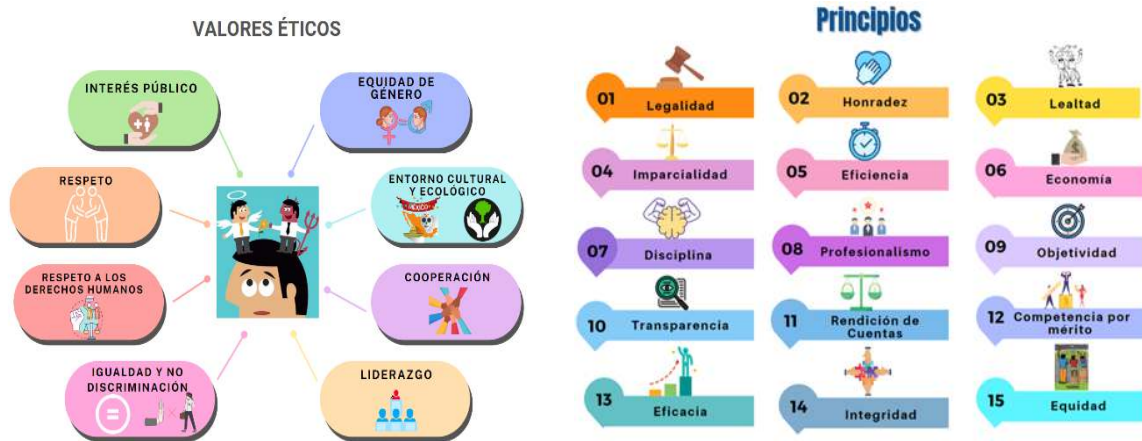 VALORES ÉTICOS
INTERÉS PÚBLICO
EQUIDAD DE
GÉNERO
RESPETO
ENTORNO CULTURAL
Y ECOLÓGICO
MÉXICO
RESPETO A LOS
DERECHOS HUMANOS
COOPERACIÓN
IGUALDAD Y NO
DISCRIMINACIÓN
LIDERAZGO
Principios
01 Legalidad
02 Honradez
03 Lealtad
04 Imparcialidad
05 Eficiencia
06 Economía
07 Disciplina
08 Profesionalismo
09 Objetividad
10 Transparencia
11 Rendición de
Cuentas
12 Competencia por
mérito
13 Eficacia
14 Integridad
15 Equidad